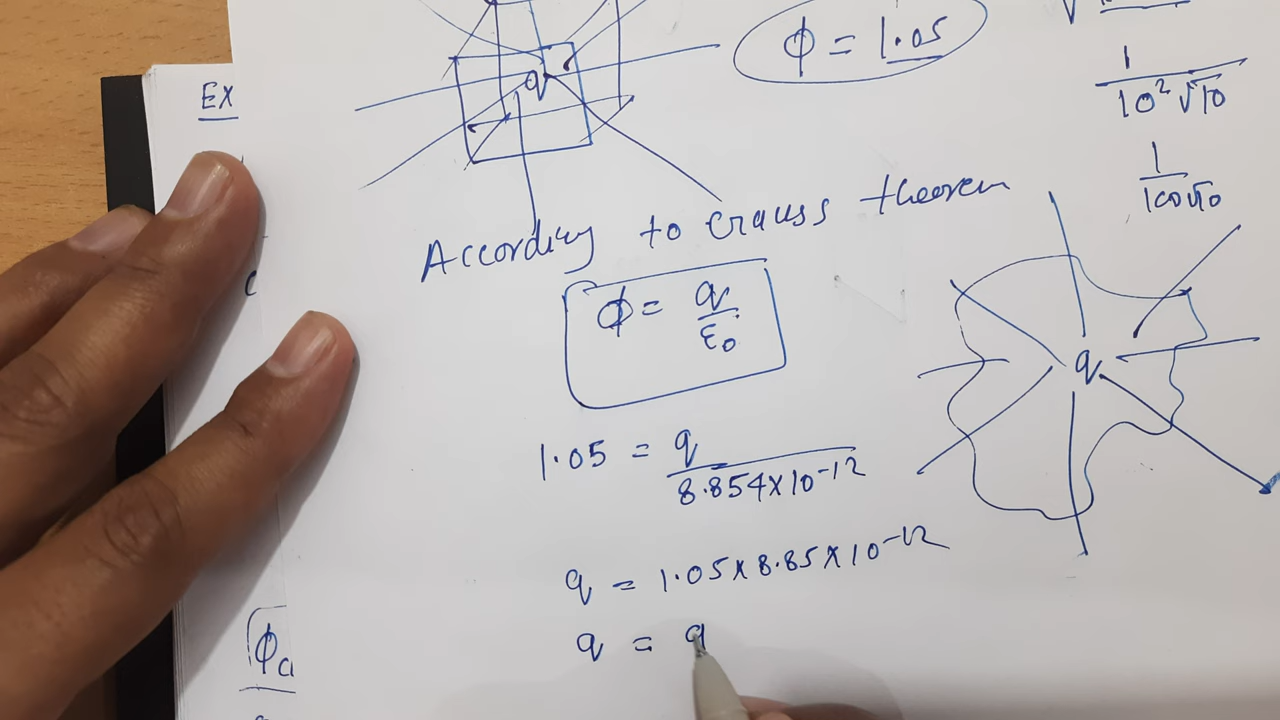 EX
q
ϕ = 1.05
1
10² √10
1
100√10
According to Gauss theorem
ϕ = q
ε₀
q
1.05 = q
8.854×10⁻¹²
q = 1.05×8.85×10⁻¹²
q = 9